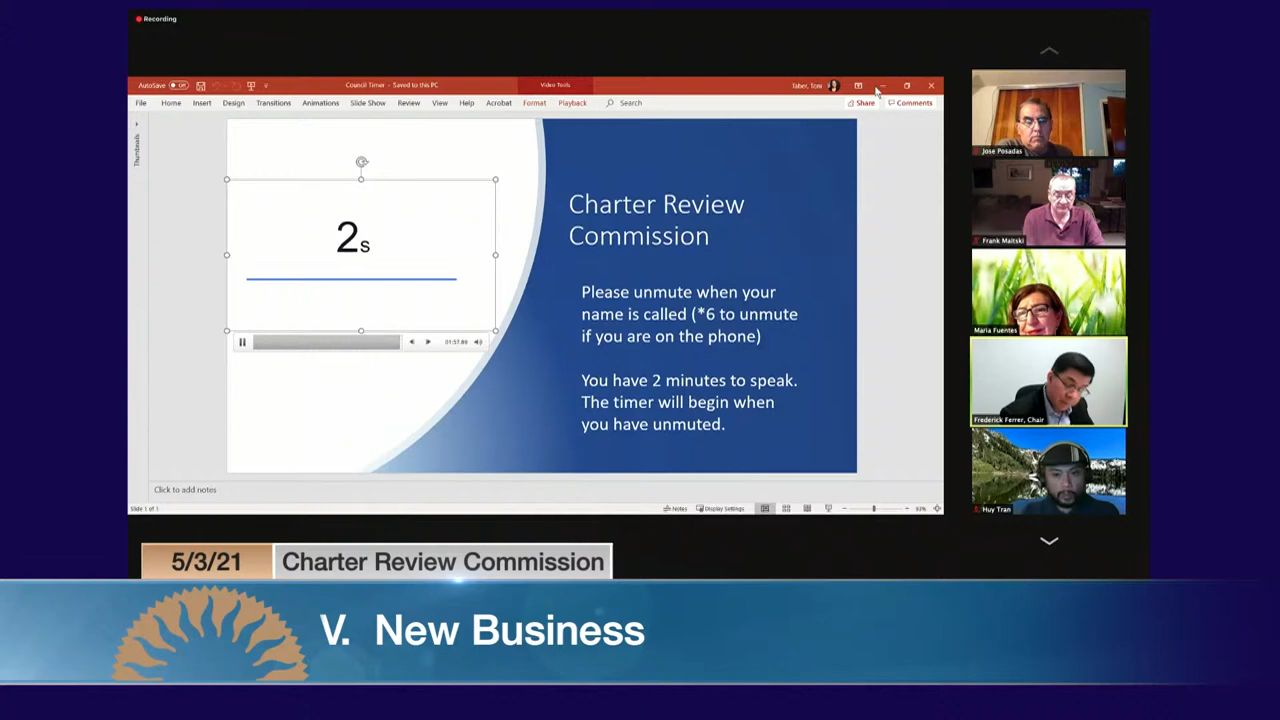 Recording
AutoSave Off
Council Timer - Saved to this PC
Video Tools
Taber, Tom
File Home Insert Design Transitions Animations Slide Show Review View Help Acrobat Format Playback Search
Share Comments
Thumbnails
2s
01:57.89
Charter Review
Commission
Please unmute when your
name is called (*6 to unmute
if you are on the phone)
You have 2 minutes to speak.
The timer will begin when
you have unmuted.
Click to add notes
Slide 1 of 1
Notes Display Settings 93%
Jose Posadas
Frank Maitski
Maria Fuentes
Frederick Ferrer, Chair
Huy Tran
5/3/21 Charter Review Commission
V. New Business